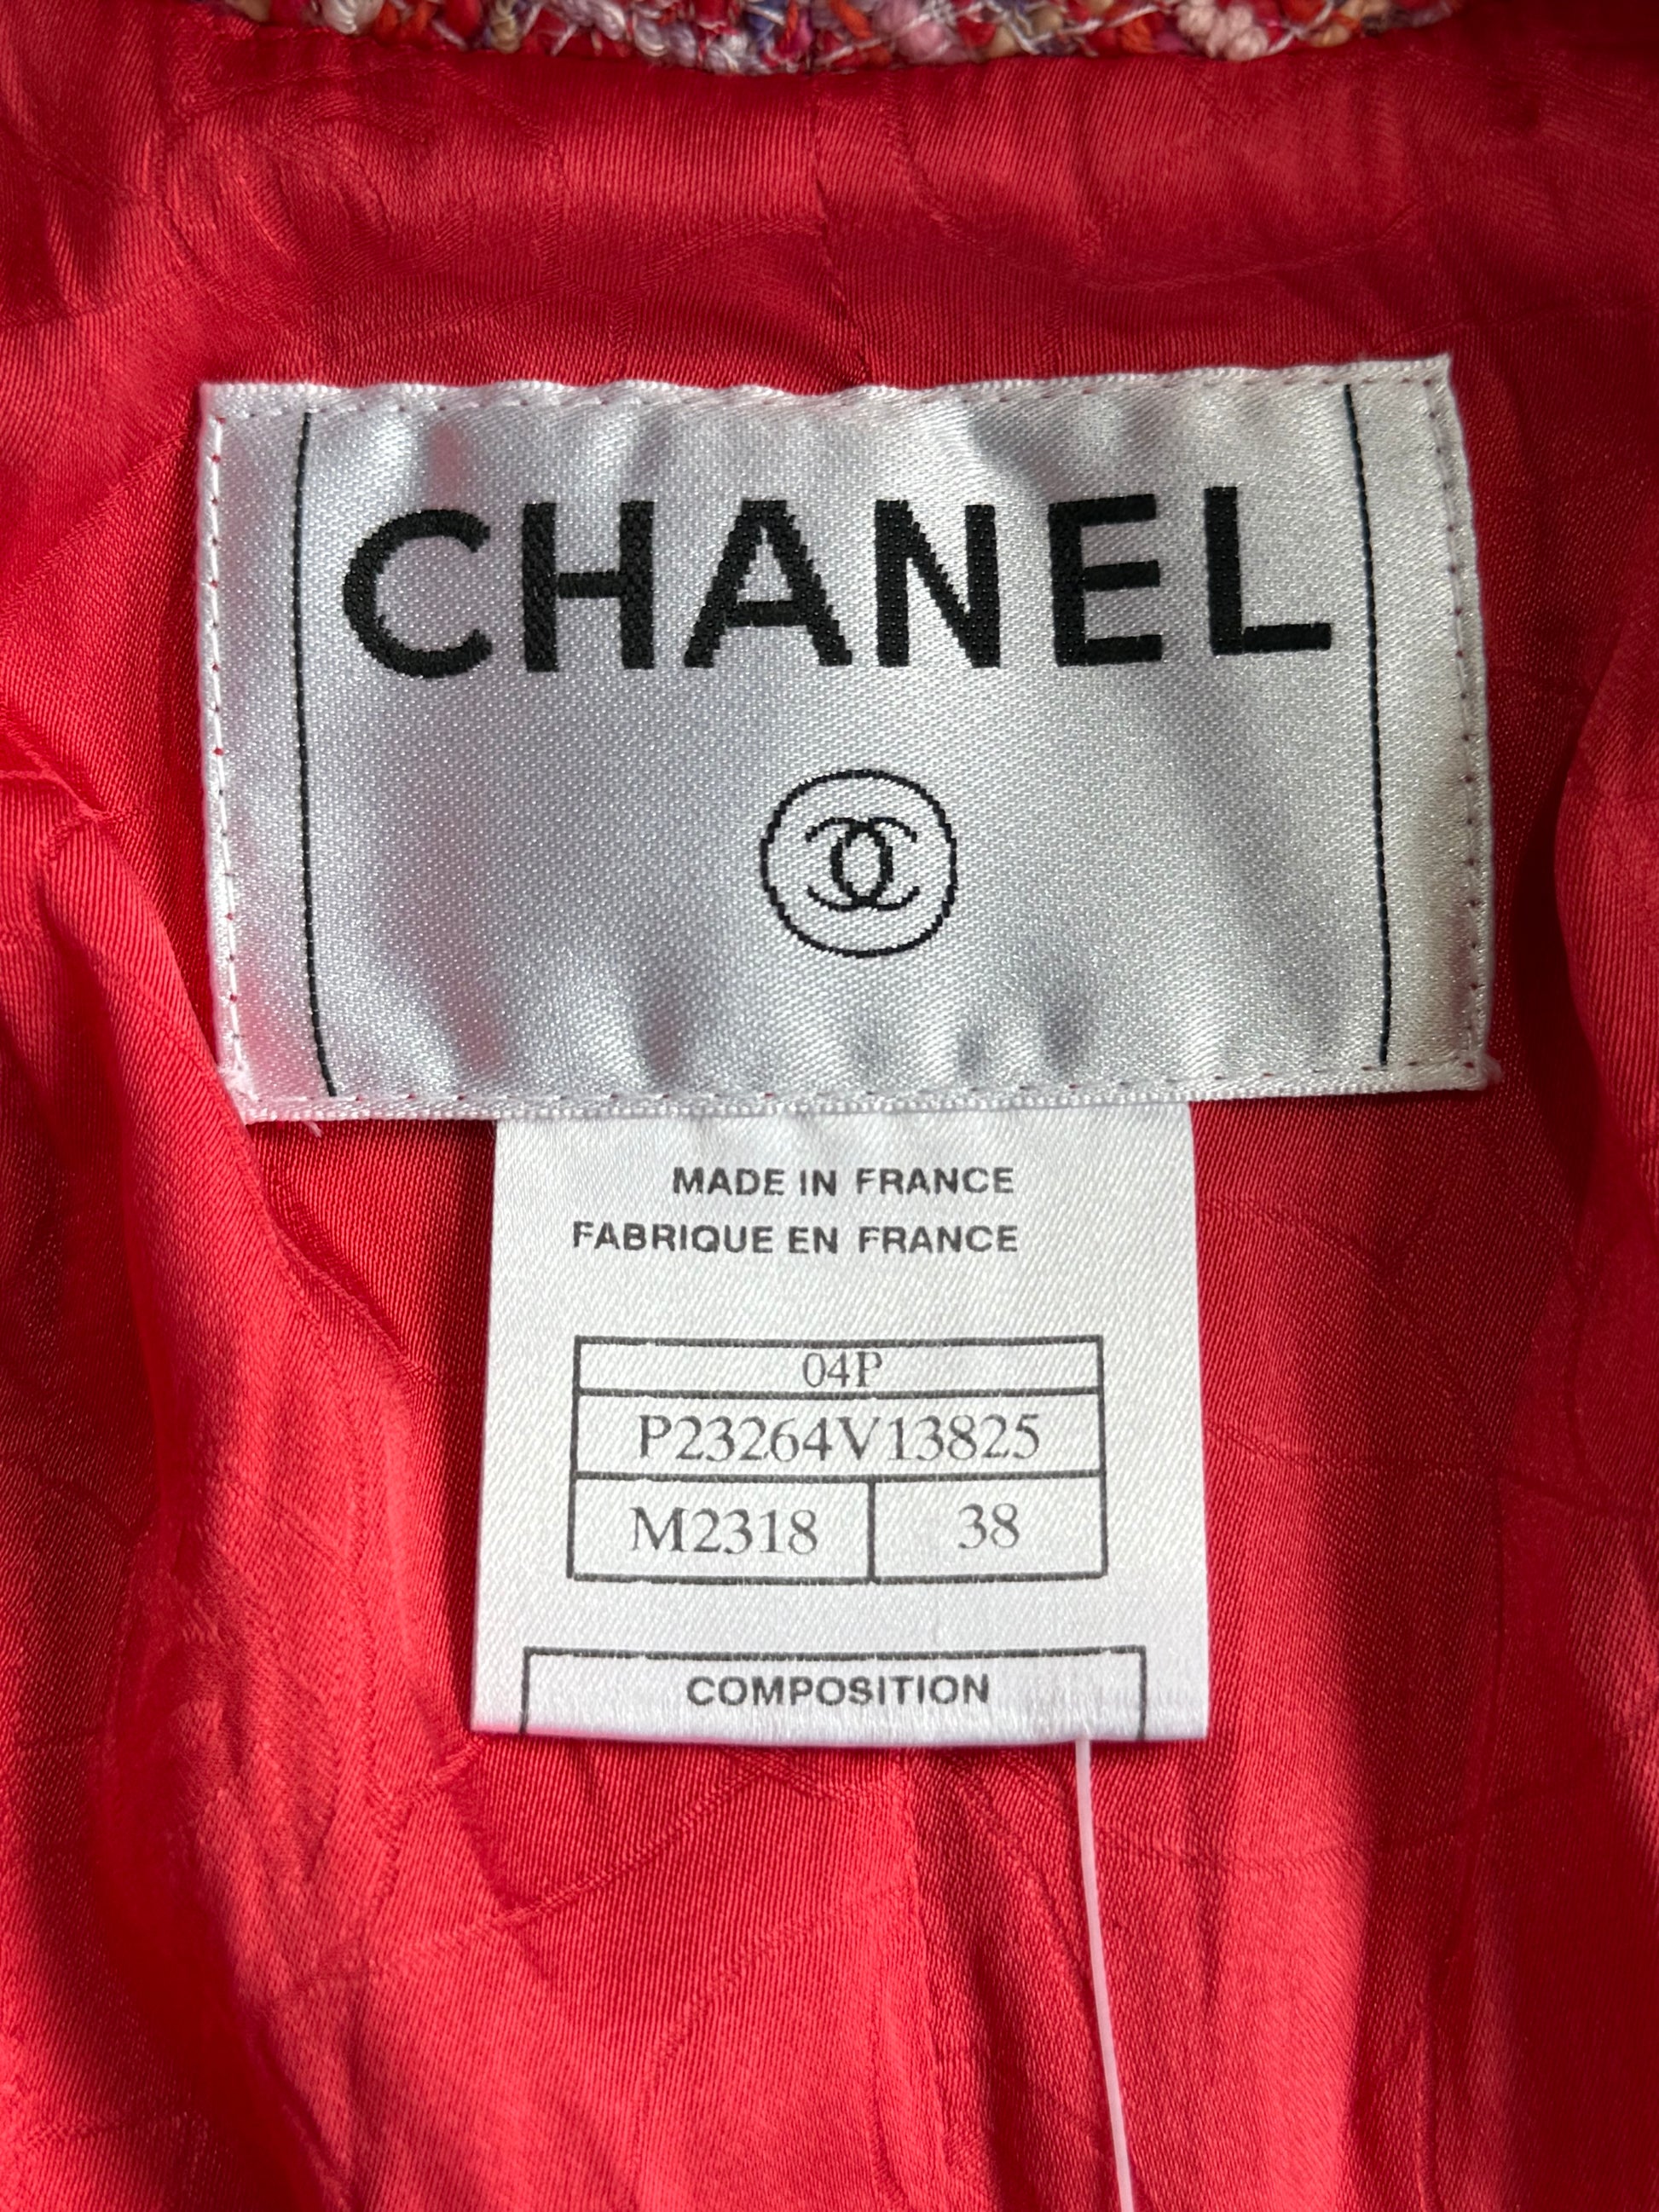 CHANEL
MADE IN FRANCE
FABRIQUE EN FRANCE
04P
P23264V13825
M2318 38
COMPOSITION